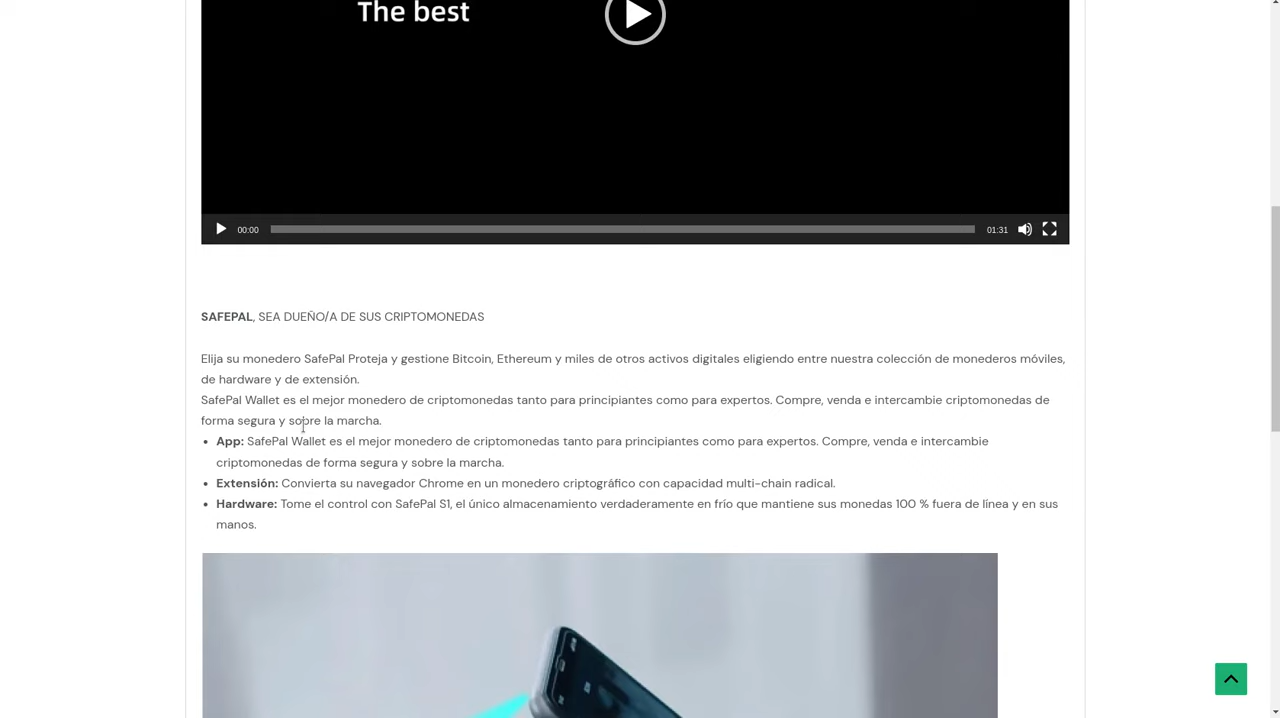 The best
00:00
01:31
SAFEPAL, SEA DUEÑO/A DE SUS CRIPTOMONEDAS
Elija su monedero SafePal Proteja y gestione Bitcoin, Ethereum y miles de otros activos digitales eligiendo entre nuestra colección de monederos móviles,
de hardware y de extensión.
SafePal Wallet es el mejor monedero de criptomonedas tanto para principiantes como para expertos. Compre, venda e intercambie criptomonedas de
forma segura y sobre la marcha.
App: SafePal Wallet es el mejor monedero de criptomonedas tanto para principiantes como para expertos. Compre, venda e intercambie
criptomonedas de forma segura y sobre la marcha.
Extensión: Convierta su navegador Chrome en un monedero criptográfico con capacidad multi-chain radical.
Hardware: Tome el control con SafePal S1, el único almacenamiento verdaderamente en frío que mantiene sus monedas 100 % fuera de línea y en sus
manos.